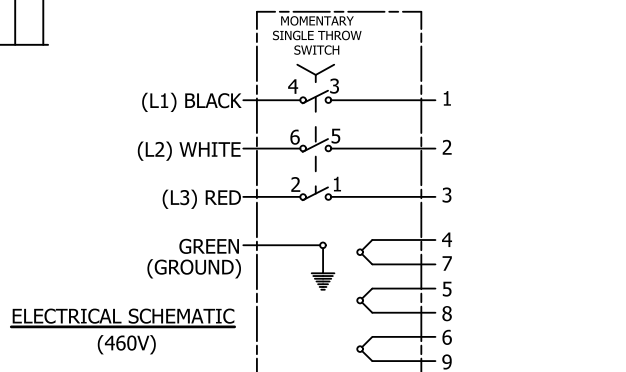 MOMENTARY
SINGLE THROW
SWITCH
(L1) BLACK 4 3 1
(L2) WHITE 6 5 2
(L3) RED 2 1 3
GREEN
(GROUND)
4
7
5
8
6
9
ELECTRICAL SCHEMATIC
(460V)